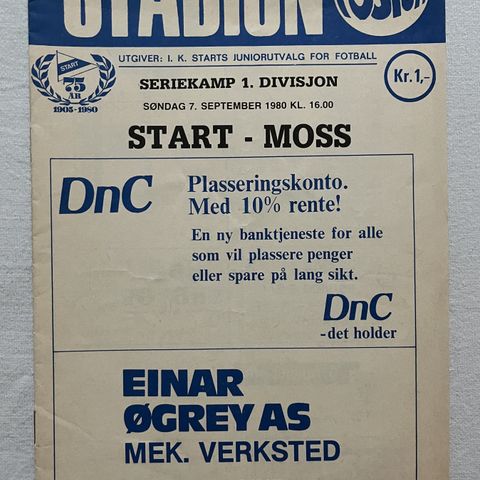 STADION
UTGIVER: I. K. STARTS JUNIORUTVALG FOR FOTBALL
START
75
ÅR
1905-1980
SERIEKAMP 1. DIVISJON
SØNDAG 7. SEPTEMBER 1980 KL. 16.00
Kr.1,-
START - MOSS
DnC
Plasseringskonto.
Med 10% rente!
En ny banktjeneste for alle
som vil plassere penger
eller spare på lang sikt.
DnC
-det holder
EINAR
ØGREY AS
MEK. VERKSTED